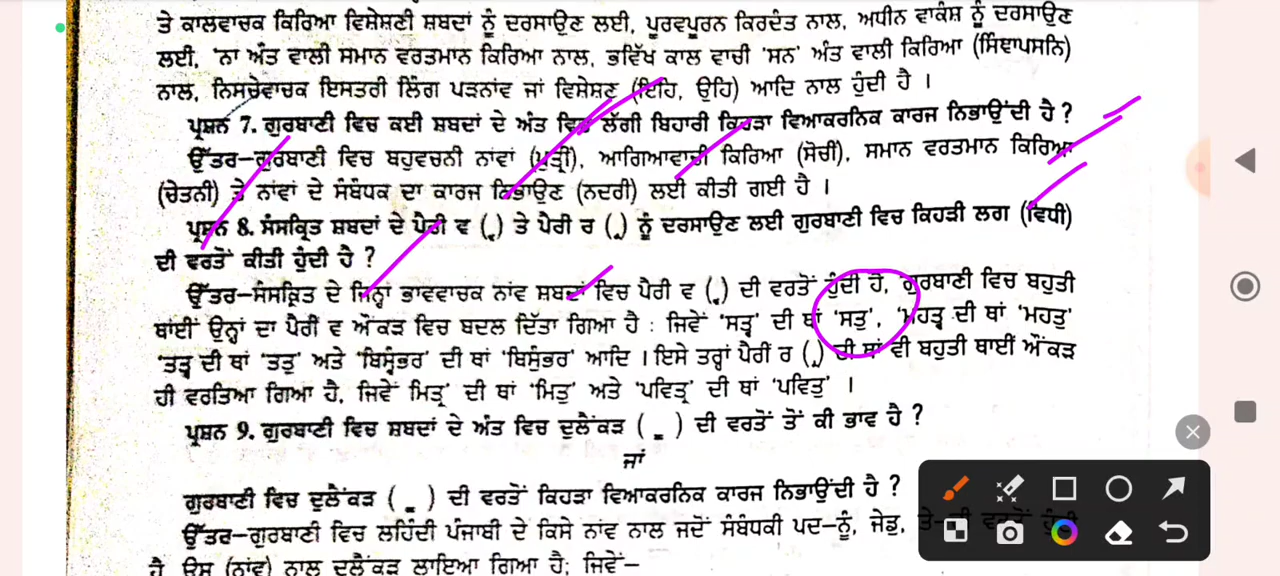 ਤੇ ਕਾਲਵਾਚਕ ਕਿਰਿਆ ਵਿਸ਼ੇਸ਼ਣੀ ਸ਼ਬਦਾਂ ਨੂੰ ਦਰਸਾਉਣ ਲਈ, ਪੂਰਵਪੂਰਨ ਕਿਰਦੰਤ ਨਾਲ, ਅਧੀਨ ਵਾਕੰਸ਼ ਨੂੰ ਦਰਸਾਉਣ
ਲਈ, 'ਨਾ ਅੰਤ ਵਾਲੀ ਸਮਾਨ ਵਰਤਮਾਨ ਕਿਰਿਆ ਨਾਲ, ਭਵਿੱਖ ਕਾਲ ਵਾਚੀ 'ਸਨ' ਅੰਤ ਵਾਲੀ ਕਿਰਿਆ (ਸਿੰਞਾਪਸਨਿ)
ਨਾਲ, ਨਿਸਚੇਵਾਚਕ ਇਸਤਰੀ ਲਿੰਗ ਪੜਨਾਂਵ ਜਾਂ ਵਿਸ਼ੇਸ਼ਣ (ਇਹਿ, ਉਹਿ) ਆਦਿ ਨਾਲ ਹੁੰਦੀ ਹੈ ।
ਪ੍ਰਸ਼ਨ 7. ਗੁਰਬਾਣੀ ਵਿਚ ਕਈ ਸ਼ਬਦਾਂ ਦੇ ਅੰਤ ਵਿਚ ਲੱਗੀ ਬਿਹਾਰੀ ਕਿਹੜਾ ਵਿਆਕਰਨਿਕ ਕਾਰਜ ਨਿਭਾਉਂਦੀ ਹੈ ?
ਉੱਤਰ–ਗੁਰਬਾਣੀ ਵਿਚ ਬਹੁਵਚਨੀ ਨਾਂਵਾਂ (ਪੁਤ੍ਰੀ), ਆਗਿਆਵਾਚੀ ਕਿਰਿਆ (ਸੋਚੀ), ਸਮਾਨ ਵਰਤਮਾਨ ਕਿਰਿਆ
(ਚੇਤਨੀ) ਤੇ ਨਾਂਵਾਂ ਦੇ ਸੰਬੰਧਕ ਦਾ ਕਾਰਜ ਨਿਭਾਉਣ (ਨਦਰੀ) ਲਈ ਕੀਤੀ ਗਈ ਹੈ ।
ਪ੍ਰਸ਼ਨ 8. ਸੰਸਕ੍ਰਿਤ ਸ਼ਬਦਾਂ ਦੇ ਪੈਰੀ ਵ (੍ਵ) ਤੇ ਪੈਰੀ ਰ (੍ਰ) ਨੂੰ ਦਰਸਾਉਣ ਲਈ ਗੁਰਬਾਣੀ ਵਿਚ ਕਿਹੜੀ ਲਗ (ਵਿਧੀ)
ਦੀ ਵਰਤੋਂ ਕੀਤੀ ਹੁੰਦੀ ਹੈ ?
ਉੱਤਰ–ਸੰਸਕ੍ਰਿਤ ਦੇ ਜਿਨ੍ਹਾਂ ਭਾਵਵਾਚਕ ਨਾਂਵ ਸ਼ਬਦਾਂ ਵਿਚ ਪੈਰੀ ਵ (੍ਵ) ਦੀ ਵਰਤੋਂ ਹੁੰਦੀ ਹੈ, ਗੁਰਬਾਣੀ ਵਿਚ ਬਹੁਤੀ
ਥਾਂਈਂ ਉਨ੍ਹਾਂ ਦਾ ਪੈਰੀ ਵ ਔਂਕੜ ਵਿਚ ਬਦਲ ਦਿੱਤਾ ਗਿਆ ਹੈ : ਜਿਵੇਂ 'ਸਤ੍ਵ' ਦੀ ਥਾਂ 'ਸਤੁ', 'ਮਹਤ੍ਵ ਦੀ ਥਾਂ 'ਮਹਤੁ'
'ਤਤ੍ਵ ਦੀ ਥਾਂ 'ਤਤੁ' ਅਤੇ 'ਬਿਸ੍ਵੰਭਰ' ਦੀ ਥਾਂ 'ਬਿਸੁੰਭਰ' ਆਦਿ । ਇਸੇ ਤਰ੍ਹਾਂ ਪੈਰੀਂ ਰ (੍ਰ) ਦੀ ਥਾਂ ਵੀ ਬਹੁਤੀ ਥਾਈਂ ਔਂਕੜ
ਹੀ ਵਰਤਿਆ ਗਿਆ ਹੈ, ਜਿਵੇਂ ਮਿਤ੍ਰ' ਦੀ ਥਾਂ 'ਮਿਤੁ' ਅਤੇ 'ਪਵਿਤ੍ਰ' ਦੀ ਥਾਂ 'ਪਵਿਤੁ' ।
ਪ੍ਰਸ਼ਨ 9. ਗੁਰਬਾਣੀ ਵਿਚ ਸ਼ਬਦਾਂ ਦੇ ਅੰਤ ਵਿਚ ਦੁਲੈਂਕੜ ( ੂ ) ਦੀ ਵਰਤੋਂ ਤੋਂ ਕੀ ਭਾਵ ਹੈ ?
ਜਾਂ
ਗੁਰਬਾਣੀ ਵਿਚ ਦੁਲੈਂਕੜ ( ੂ ) ਦੀ ਵਰਤੋਂ ਕਿਹੜਾ ਵਿਆਕਰਨਿਕ ਕਾਰਜ ਨਿਭਾਉਂਦੀ ਹੈ ?
ਉੱਤਰ–ਗੁਰਬਾਣੀ ਵਿਚ ਲਹਿੰਦੀ ਪੰਜਾਬੀ ਦੇ ਕਿਸੇ ਨਾਂਵ ਨਾਲ ਜਦੋਂ ਸੰਬੰਧਕੀ ਪਦ–ਨੂੰ, ਜੇਡੁ, ਤੇ–ਦੀ ਵਰਤੋਂ ਹੁੰਦੀ
ਹੈ, ਉਸ (ਨਾਂਵ) ਨਾਲ ਦੁਲੈਂਕੜ ਲਾਇਆ ਗਿਆ ਹੈ; ਜਿਵੇਂ–